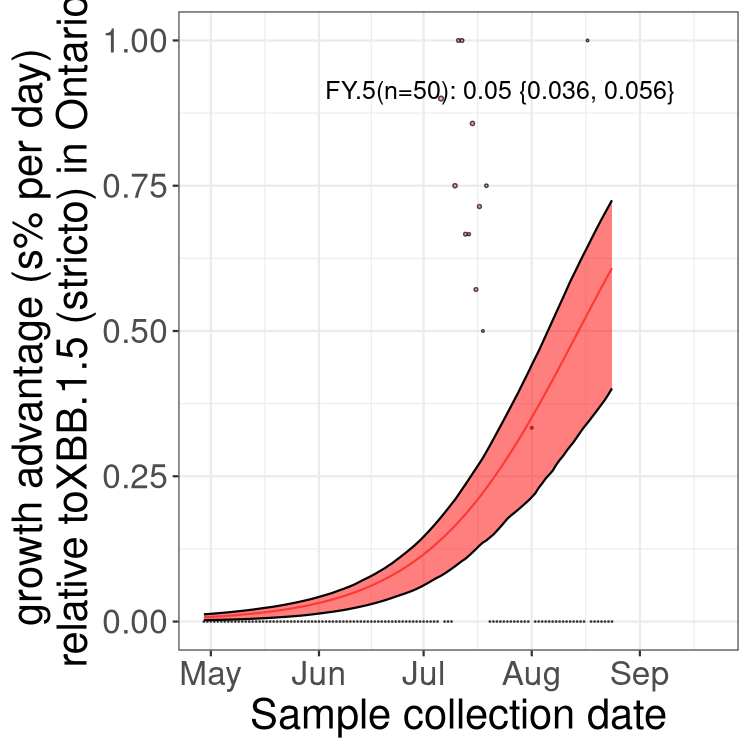 growth advantage (s% per day)
relative toXBB.1.5 (stricto) in Ontario
1.00
0.75
0.50
0.25
0.00
FY.5(n=50): 0.05 {0.036, 0.056}
May Jun Jul Aug Sep
Sample collection date